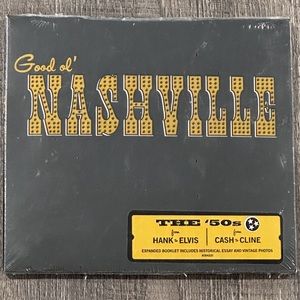 Good ol'
NASHVILLE
THE '50s
from HANK to ELVIS
from CASH to CLINE
EXPANDED BOOKLET INCLUDES HISTORICAL ESSAY AND VINTAGE PHOTOS